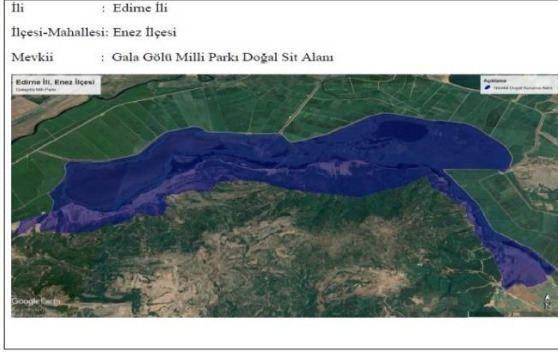 İli : Edirne İli
İlçesi-Mahallesi: Enez İlçesi
Mevkii : Gala Gölü Milli Parkı Doğal Sit Alanı
Edirne İli, Enez İlçesi
Açıklama
Google Earth